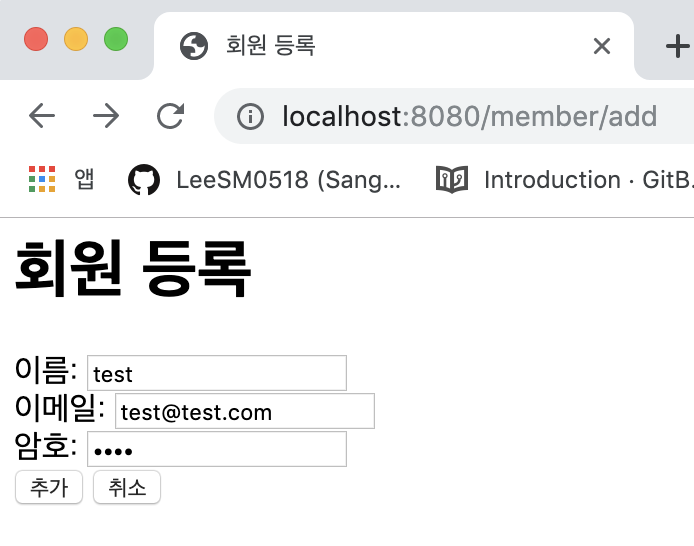 회원 등록
localhost:8080/member/add
앱 LeeSM0518 (Sang... Introduction · GitB.
회원 등록
이름: test
이메일: test@test.com
암호: ••••
추가 취소